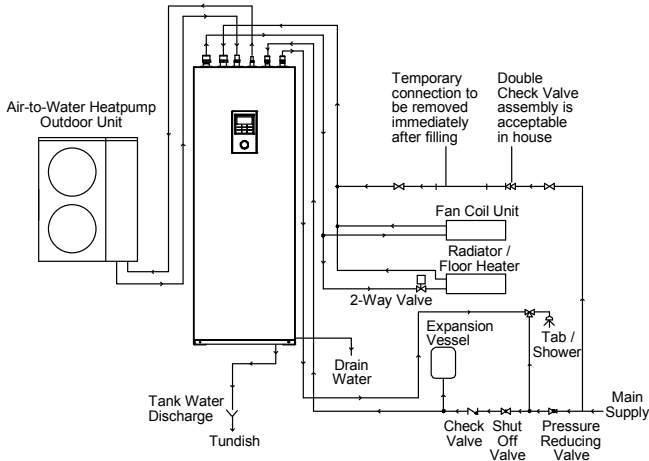 Temporary
connection to
be removed
immediately
after filling
Double
Check Valve
assembly is
acceptable
in house
Air-to-Water Heatpump
Outdoor Unit
Fan Coil Unit
Radiator /
Floor Heater
2-Way Valve
Expansion
Vessel
Tab /
Shower
Drain
Water
Tank Water
Discharge
Tundish
Check
Valve
Shut
Off
Valve
Pressure
Reducing
Valve
Main
Supply